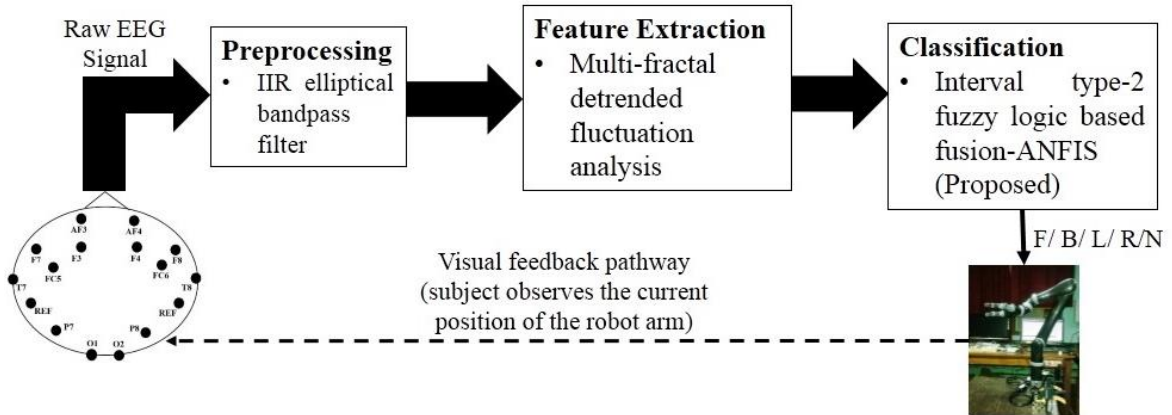 Raw EEG
Signal
Preprocessing
• IIR elliptical
bandpass
filter
Feature Extraction
• Multi-fractal
detrended
fluctuation
analysis
Classification
• Interval type-2
fuzzy logic based
fusion-ANFIS
(Proposed)
F/ B/ L/ R/N
AF3 AF4
F7 F3 F4 F8
FC5 FC6
T7 T8
REF REF
P7 P8
O1 O2
Visual feedback pathway
(subject observes the current
position of the robot arm)